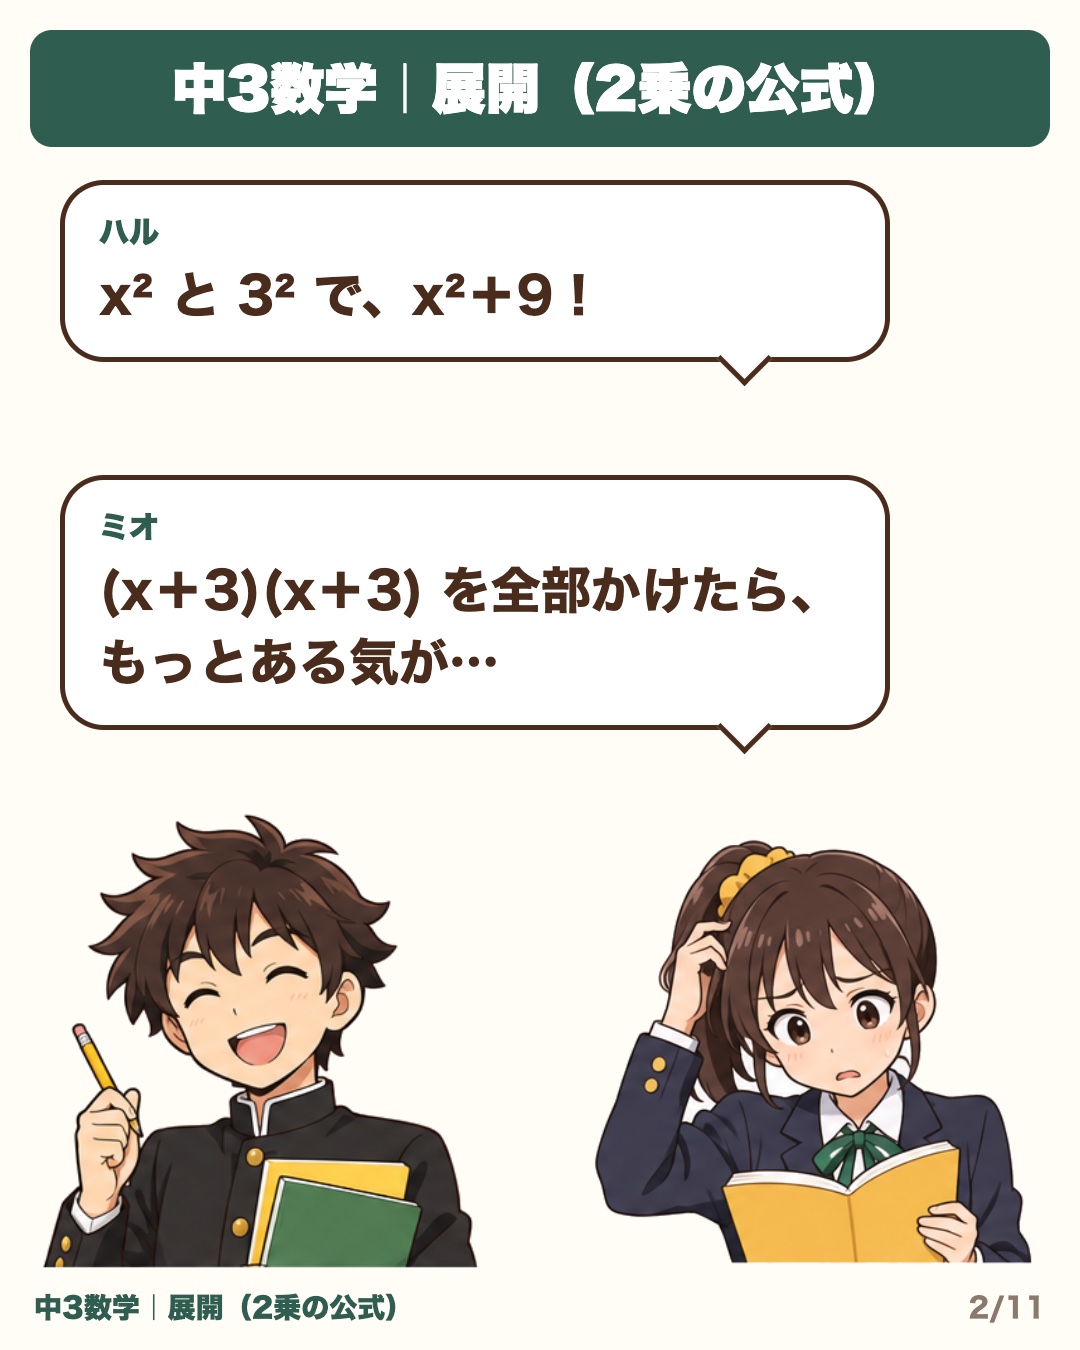 中3数学｜展開（2乗の公式）
ハル
x² と 3² で、x²＋9！
ミオ
(x＋3)(x＋3) を全部かけたら、
もっとある気が…
中3数学｜展開（2乗の公式）
2/11